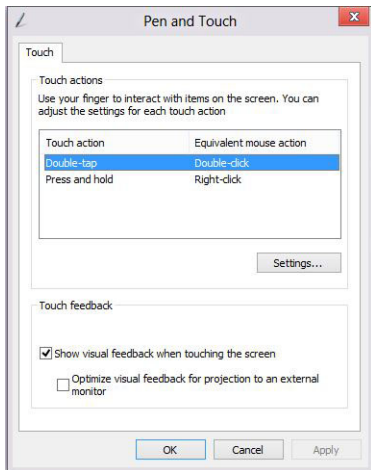 Pen and Touch
Touch
Touch actions
Use your finger to interact with items on the screen. You can
adjust the settings for each touch action
Touch action Equivalent mouse action
Double-tap Double-click
Press and hold Right-click
Settings...
Touch feedback
Show visual feedback when touching the screen
Optimize visual feedback for projection to an external
monitor
OK Cancel Apply